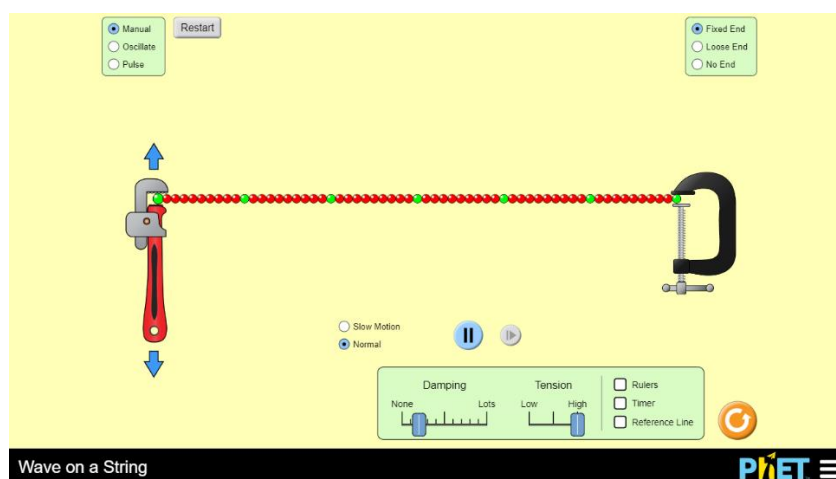 Manual
Oscillate
Pulse
Restart
Fixed End
Loose End
No End
Slow Motion
Normal
Damping
None Lots
Tension
Low High
Rulers
Timer
Reference Line
Wave on a String
PhET